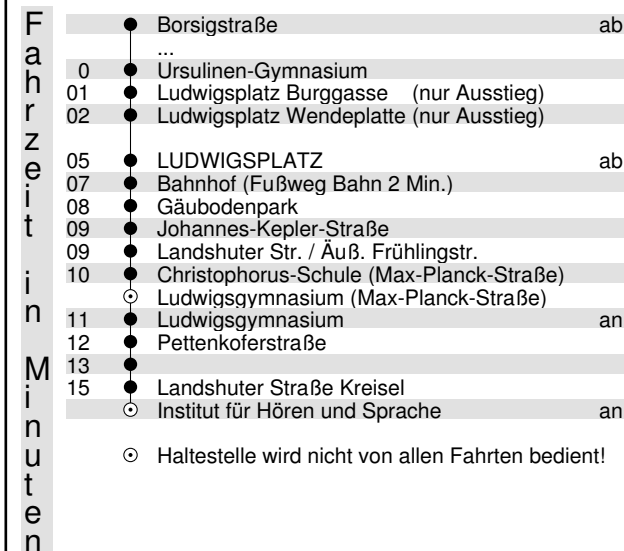 Fahrzeit in Minuten
Borsigstraße ab
...
0 Ursulinen-Gymnasium
01 Ludwigsplatz Burggasse (nur Ausstieg)
02 Ludwigsplatz Wendeplatte (nur Ausstieg)
05 LUDWIGSPLATZ ab
07 Bahnhof (Fußweg Bahn 2 Min.)
08 Gäubodenpark
09 Johannes-Kepler-Straße
09 Landshuter Str. / Äuß. Frühlingstr.
10 Christophorus-Schule (Max-Planck-Straße)
Ludwigsgymnasium (Max-Planck-Straße)
11 Ludwigsgymnasium an
12 Pettenkoferstraße
13
15 Landshuter Straße Kreisel
Institut für Hören und Sprache an
Haltestelle wird nicht von allen Fahrten bedient!